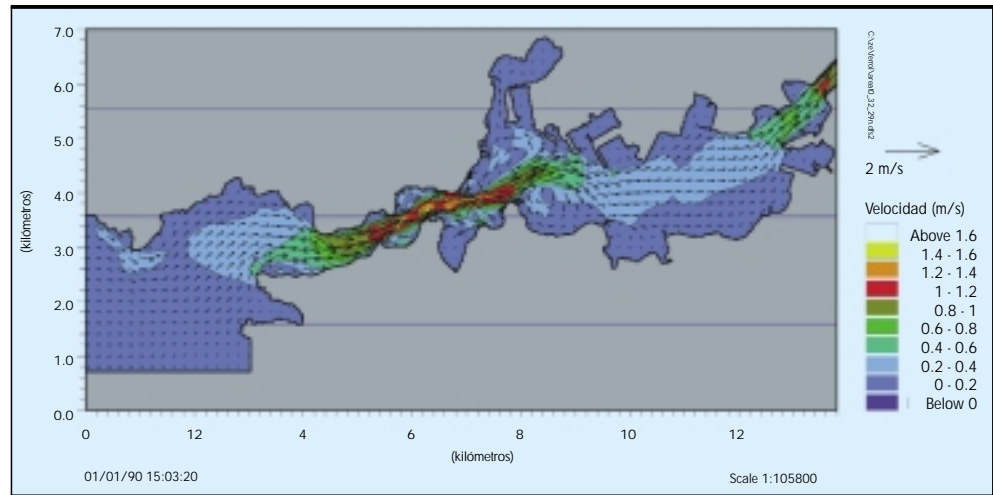 7.0
6.0
5.0
4.0
3.0
2.0
1.0
0.0
(kilómetros)
0 12 4 6 8 10 12
(kilómetros)
01/01/90 15:03:20
Scale 1:105800
2 m/s
Velocidad (m/s)
Above 1.6
1.4 - 1.6
1.2 - 1.4
1 - 1.2
0.8 - 1
0.6 - 0.8
0.4 - 0.6
0.2 - 0.4
0 - 0.2
Below 0